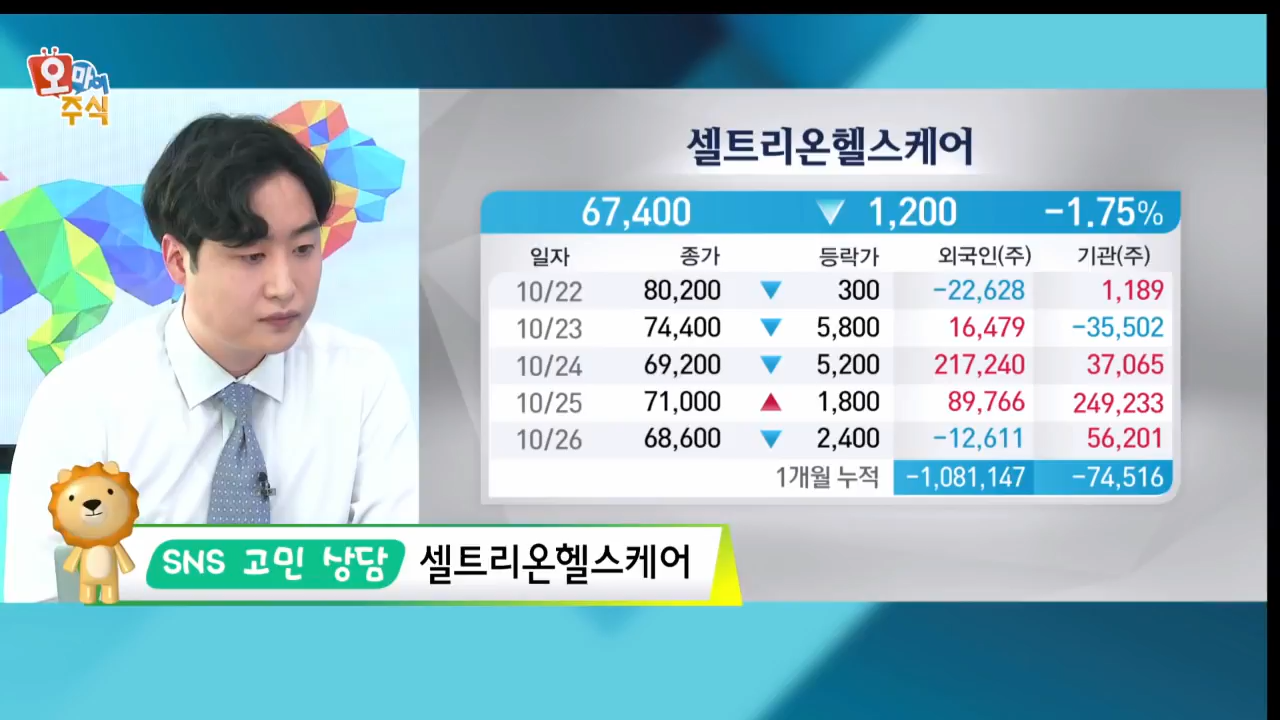 오마이
주식
셀트리온헬스케어
67,400 ▼ 1,200 -1.75%
일자 종가 등락가 외국인(주) 기관(주)
10/22 80,200 ▼ 300 -22,628 1,189
10/23 74,400 ▼ 5,800 16,479 -35,502
10/24 69,200 ▼ 5,200 217,240 37,065
10/25 71,000 ▲ 1,800 89,766 249,233
10/26 68,600 ▼ 2,400 -12,611 56,201
1개월 누적 -1,081,147 -74,516
SNS 고민 상담 셀트리온헬스케어